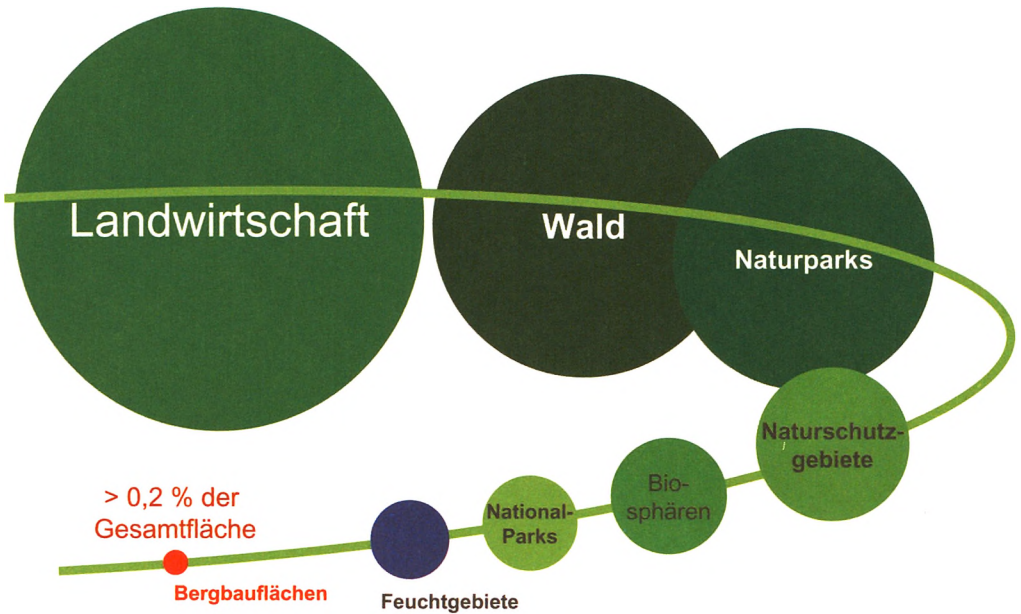 Landwirtschaft
Wald
Naturparks
Naturschutz-
gebiete
Bio-
sphären
National-
Parks
Feuchtgebiete
> 0,2 % der
Gesamtfläche
Bergbauflächen